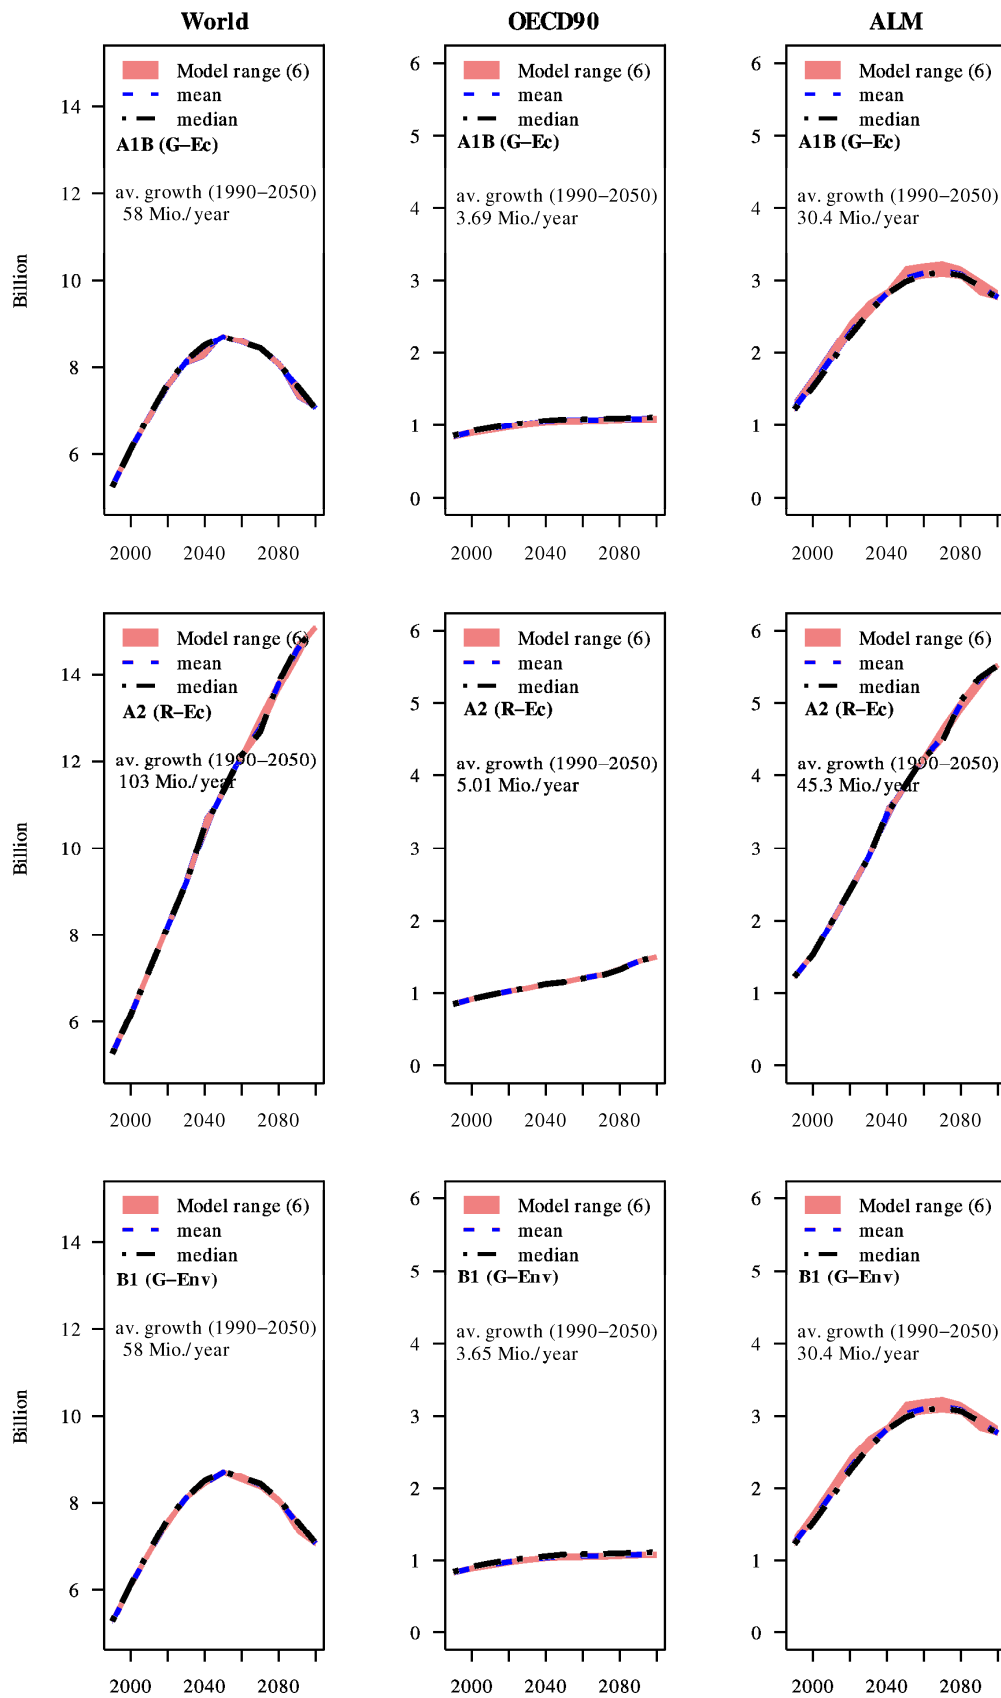 World
OECD90
ALM
Model range (6)
mean
median
A1B (G−Ec)
av. growth (1990−2050)
58 Mio./year
Billion
14
12
10
8
6
2000 2040 2080
Model range (6)
mean
median
A1B (G−Ec)
av. growth (1990−2050)
3.69 Mio./year
6
5
4
3
2
1
0
2000 2040 2080
Model range (6)
mean
median
A1B (G−Ec)
av. growth (1990−2050)
30.4 Mio./year
6
5
4
3
2
1
0
2000 2040 2080
Model range (6)
mean
median
A2 (R−Ec)
av. growth (1990−2050)
103 Mio./year
Billion
14
12
10
8
6
2000 2040 2080
Model range (6)
mean
median
A2 (R−Ec)
av. growth (1990−2050)
5.01 Mio./year
6
5
4
3
2
1
0
2000 2040 2080
Model range (6)
mean
median
A2 (R−Ec)
av. growth (1990−2050)
45.3 Mio./year
6
5
4
3
2
1
0
2000 2040 2080
Model range (6)
mean
median
B1 (G−Env)
av. growth (1990−2050)
58 Mio./year
Billion
14
12
10
8
6
2000 2040 2080
Model range (6)
mean
median
B1 (G−Env)
av. growth (1990−2050)
3.65 Mio./year
6
5
4
3
2
1
0
2000 2040 2080
Model range (6)
mean
median
B1 (G−Env)
av. growth (1990−2050)
30.4 Mio./year
6
5
4
3
2
1
0
2000 2040 2080